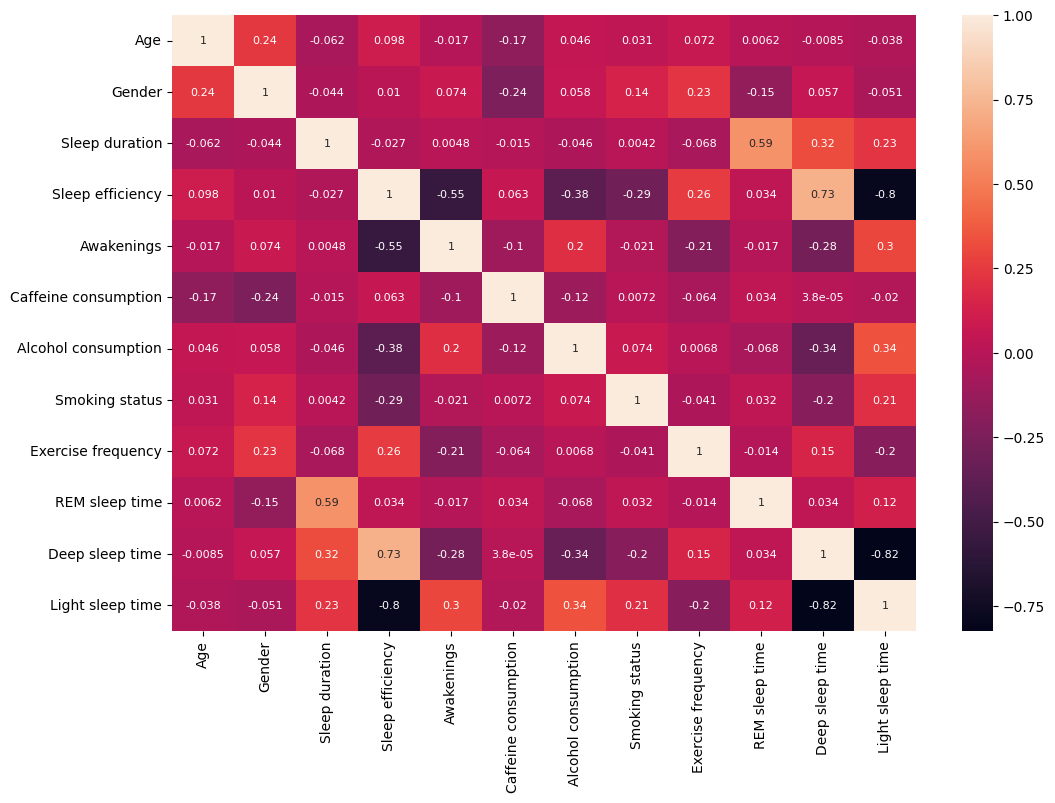 Age 1 0.24 -0.062 0.098 -0.017 -0.17 0.046 0.031 0.072 0.0062 -0.0085 -0.038
Gender 0.24 1 -0.044 0.01 0.074 -0.24 0.058 0.14 0.23 -0.15 0.057 -0.051
Sleep duration -0.062 -0.044 1 -0.027 0.0048 -0.015 -0.046 0.0042 -0.068 0.59 0.32 0.23
Sleep efficiency 0.098 0.01 -0.027 1 -0.55 0.063 -0.38 -0.29 0.26 0.034 0.73 -0.8
Awakenings -0.017 0.074 0.0048 -0.55 1 -0.1 0.2 -0.021 -0.21 -0.017 -0.28 0.3
Caffeine consumption -0.17 -0.24 -0.015 0.063 -0.1 1 -0.12 0.0072 -0.064 0.034 3.8e-05 -0.02
Alcohol consumption 0.046 0.058 -0.046 -0.38 0.2 -0.12 1 0.074 0.0068 -0.068 -0.34 0.34
Smoking status 0.031 0.14 0.0042 -0.29 -0.021 0.0072 0.074 1 -0.041 0.032 -0.2 0.21
Exercise frequency 0.072 0.23 -0.068 0.26 -0.21 -0.064 0.0068 -0.041 1 -0.014 0.15 -0.2
REM sleep time 0.0062 -0.15 0.59 0.034 -0.017 0.034 -0.068 0.032 -0.014 1 0.034 0.12
Deep sleep time -0.0085 0.057 0.32 0.73 -0.28 3.8e-05 -0.34 -0.2 0.15 0.034 1 -0.82
Light sleep time -0.038 -0.051 0.23 -0.8 0.3 -0.02 0.34 0.21 -0.2 0.12 -0.82 1
Age
Gender
Sleep duration
Sleep efficiency
Awakenings
Caffeine consumption
Alcohol consumption
Smoking status
Exercise frequency
REM sleep time
Deep sleep time
Light sleep time
1.00
0.75
0.50
0.25
0.00
−0.25
−0.50
−0.75